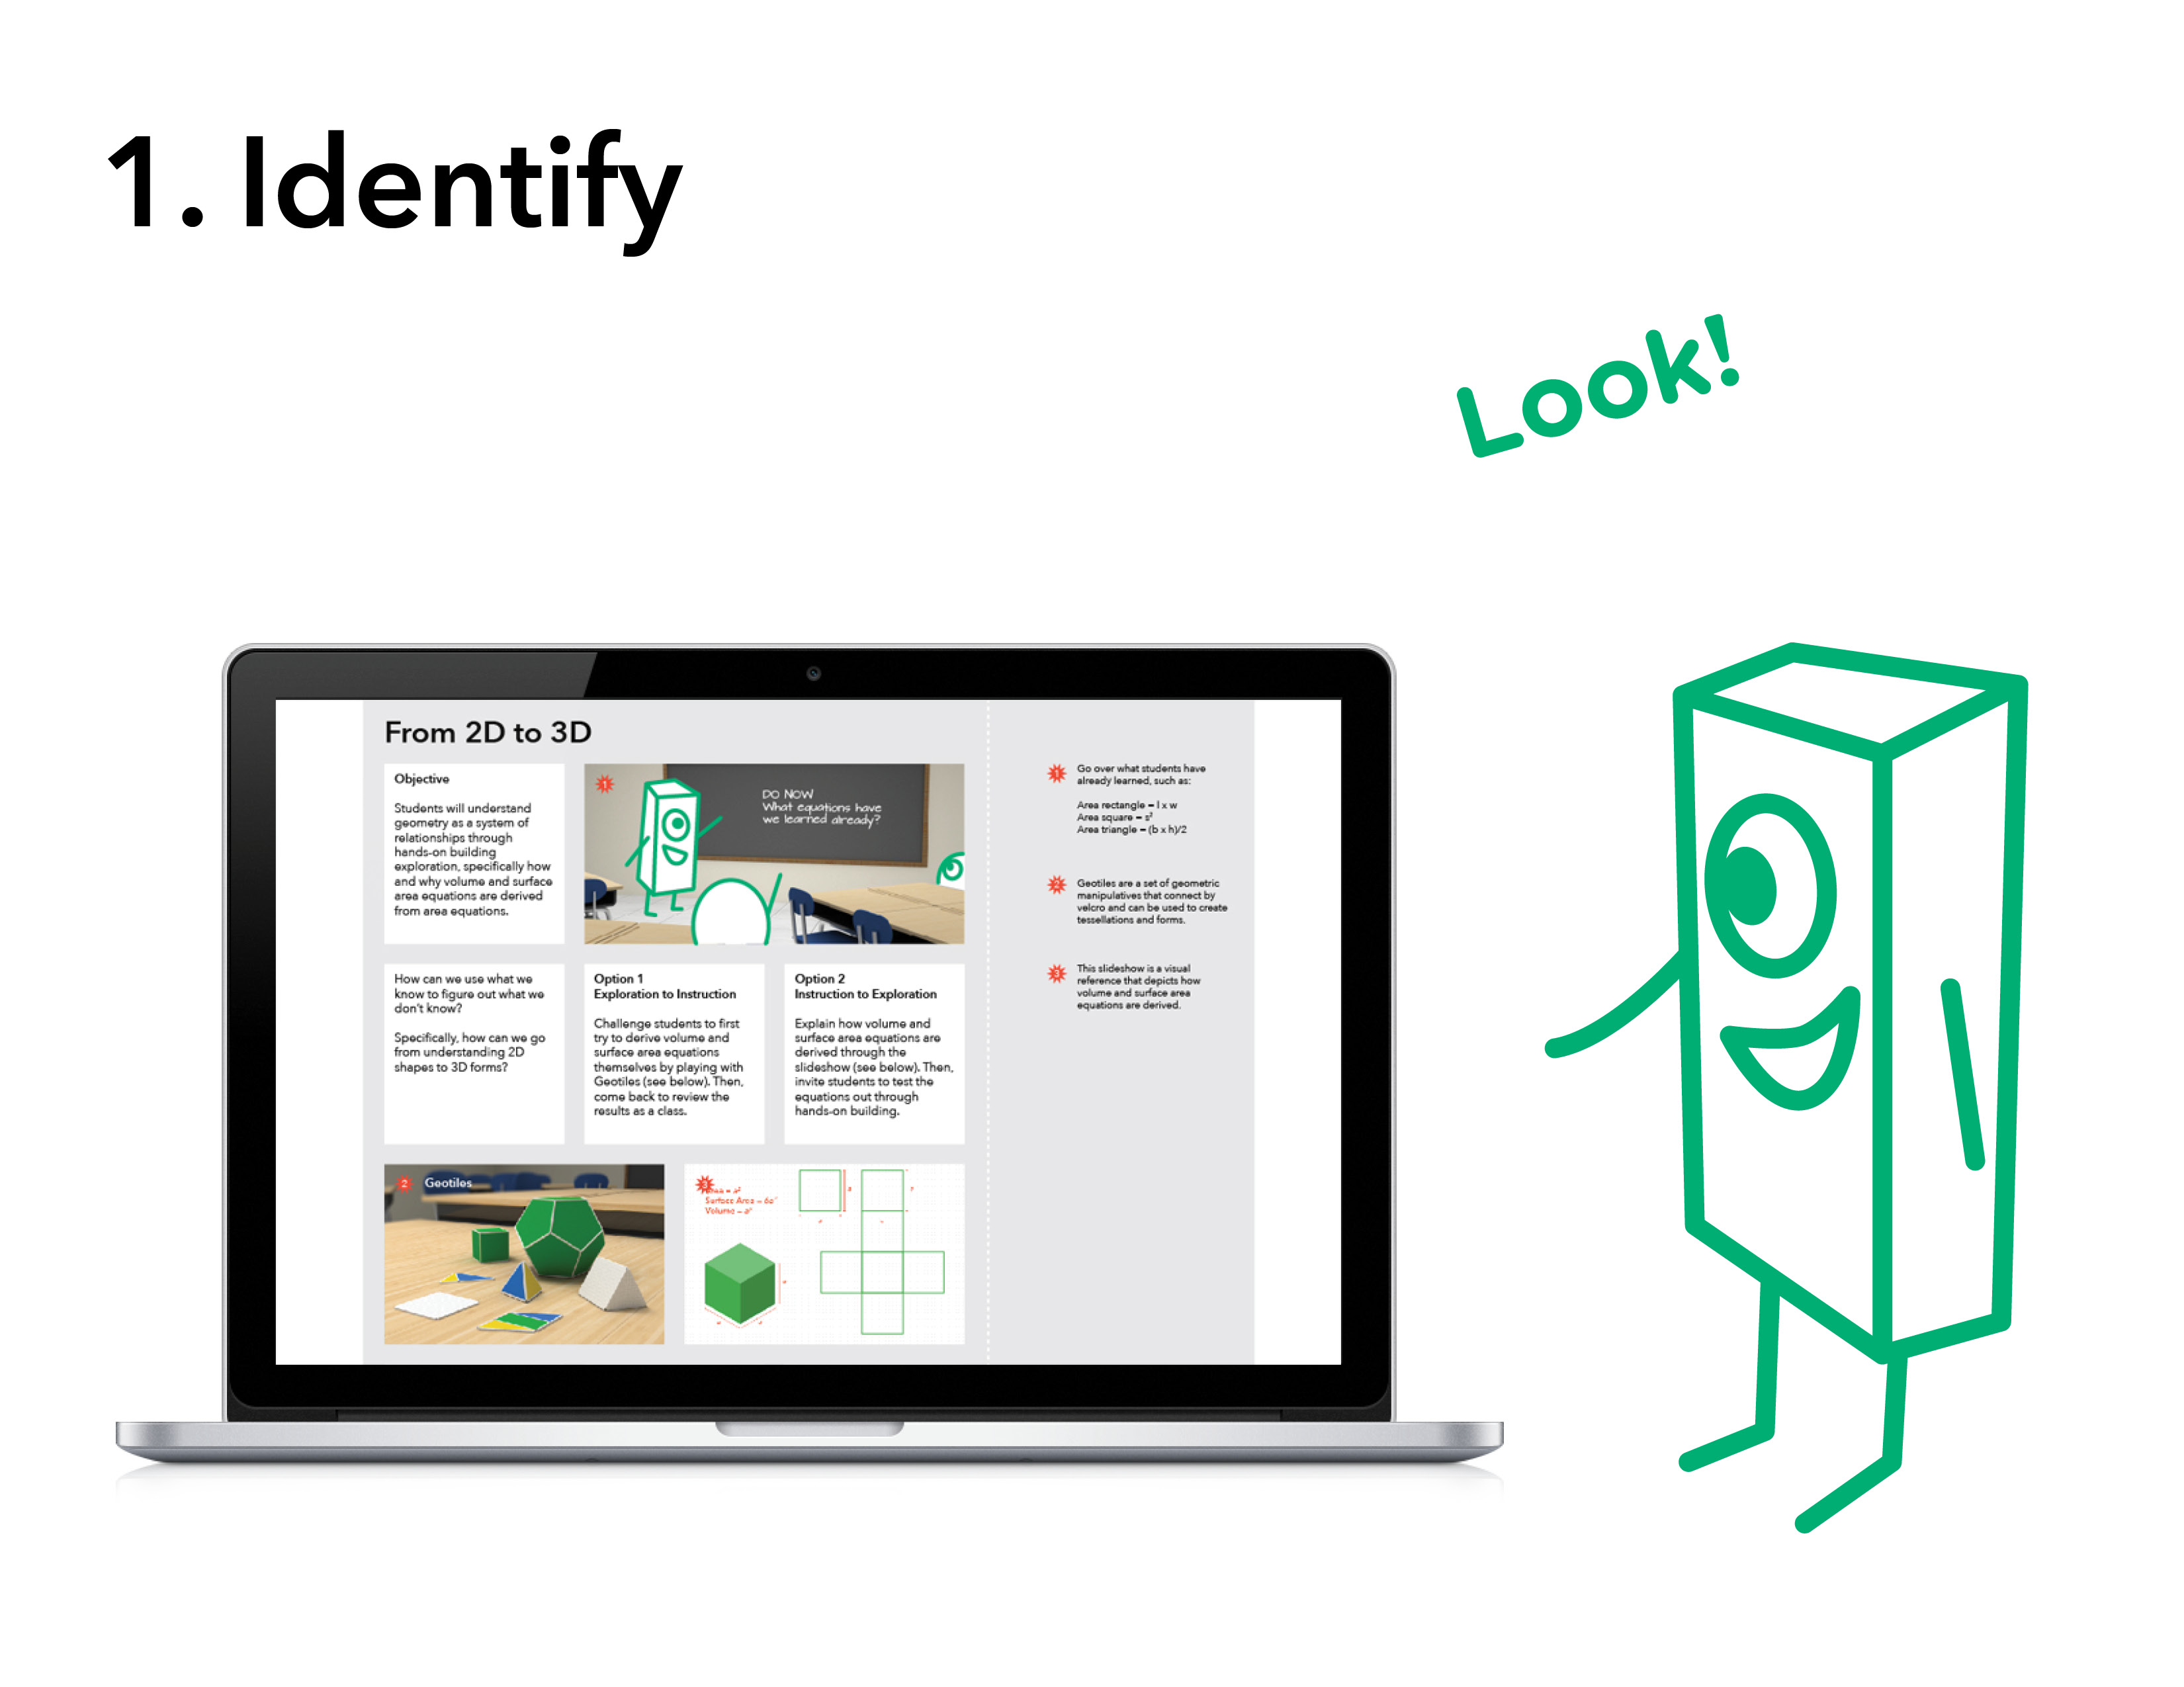 1. Identify
Look!
From 2D to 3D
Objective
Students will understand
geometry as a system of
relationships through
hands-on building
exploration, specifically how
and why volume and surface
area equations are derived
from area equations.
1
DO NOW
What equations have
we learned already?
How can we use what we
know to figure out what we
don't know?
Specifically, how can we go
from understanding 2D
shapes to 3D forms?
Option 1
Exploration to Instruction
Challenge students to first
try to derive volume and
surface area equations
themselves by playing with
Geotiles (see below). Then,
come back to review the
results as a class.
Option 2
Instruction to Exploration
Explain how volume and
surface area equations are
derived through the
slideshow (see below). Then,
invite students to test the
equations out through
hands-on building.
2 Geotiles
3
Surface Area = 6a²
Volume = a³
1 Go over what students have
already learned, such as:
Area rectangle = l x w
Area square = s²
Area triangle = (b x h)/2
2 Geotiles are a set of geometric
manipulatives that connect by
velcro and can be used to create
tessellations and forms.
3 This slideshow is a visual
reference that depicts how
volume and surface area
equations are derived.